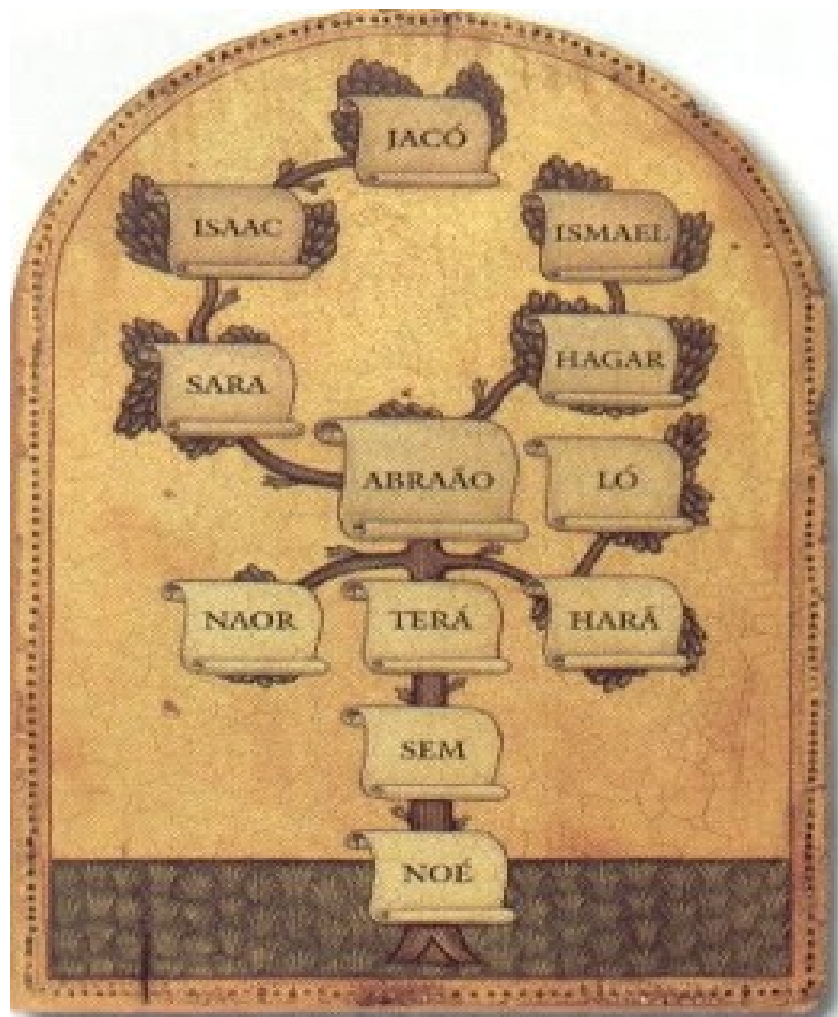 JACÓ
ISAAC
ISMAEL
SARA
HAGAR
ABRAÃO
LÓ
NAOR
TERÁ
HARÃ
SEM
NOÉ